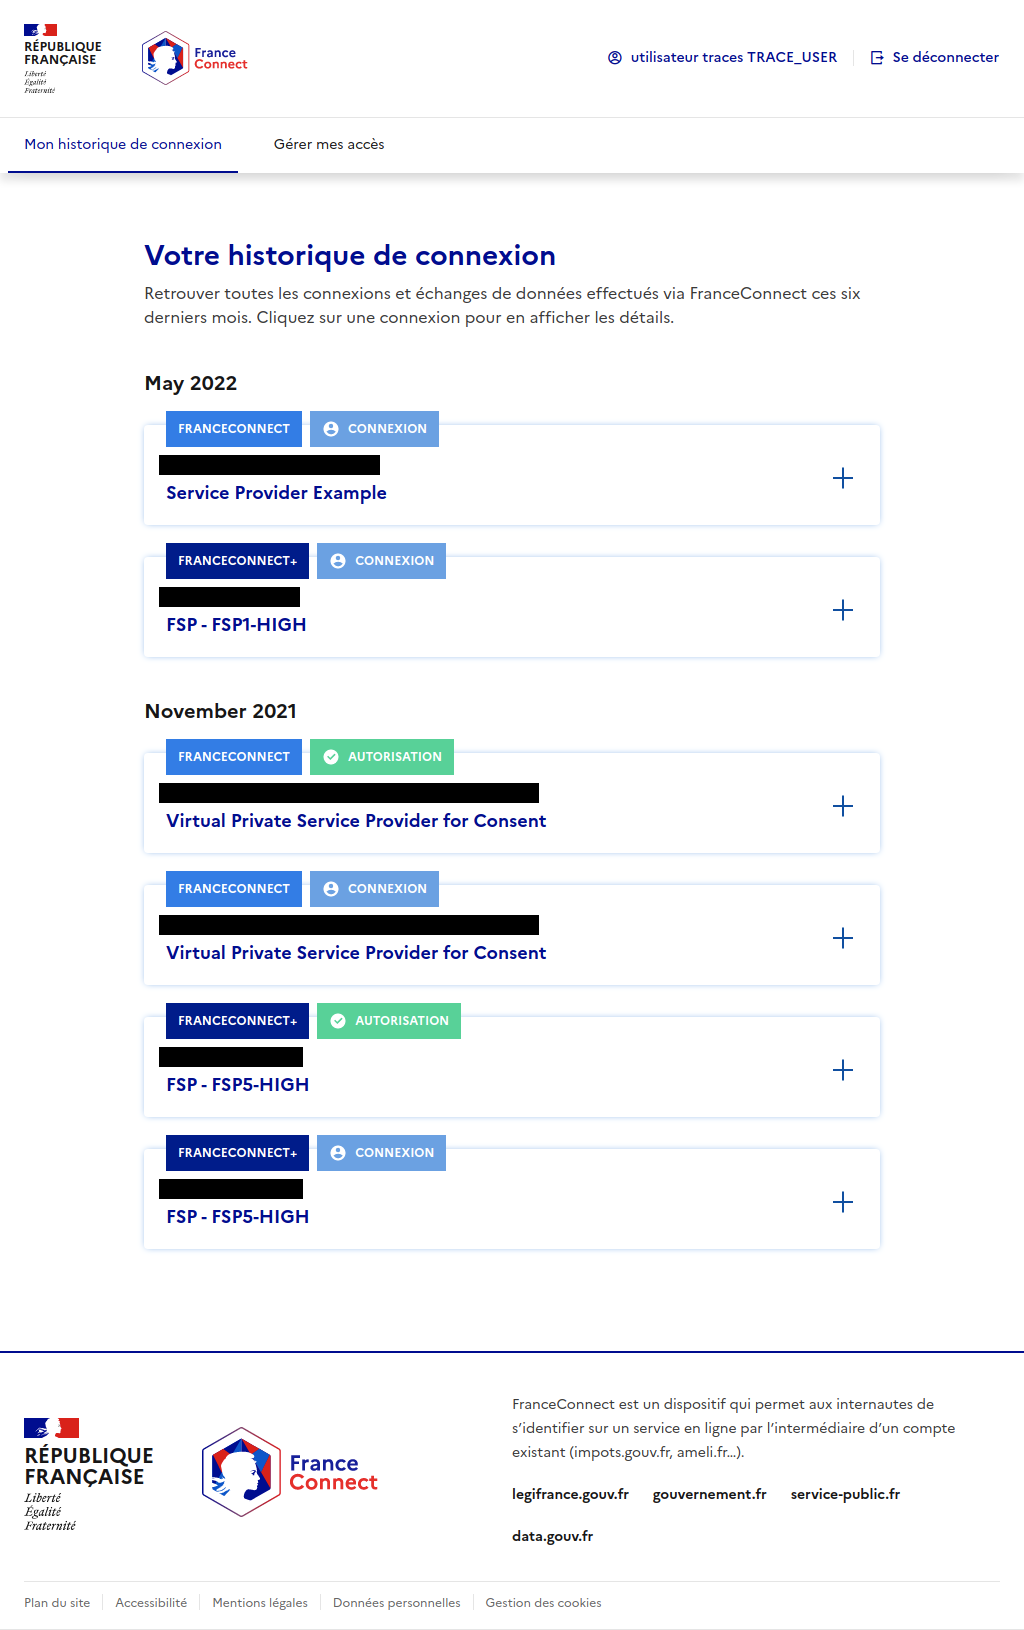 RÉPUBLIQUE
FRANÇAISE
Liberté
Égalité
Fraternité
France
Connect
utilisateur traces TRACE_USER
Se déconnecter
Mon historique de connexion
Gérer mes accès
Votre historique de connexion
Retrouver toutes les connexions et échanges de données effectués via FranceConnect ces six
derniers mois. Cliquez sur une connexion pour en afficher les détails.
May 2022
FRANCECONNECT
CONNEXION
Service Provider Example
FRANCECONNECT+
CONNEXION
FSP - FSP1-HIGH
November 2021
FRANCECONNECT
AUTORISATION
Virtual Private Service Provider for Consent
FRANCECONNECT
CONNEXION
Virtual Private Service Provider for Consent
FRANCECONNECT+
AUTORISATION
FSP - FSP5-HIGH
FRANCECONNECT+
CONNEXION
FSP - FSP5-HIGH
RÉPUBLIQUE
FRANÇAISE
Liberté
Égalité
Fraternité
France
Connect
FranceConnect est un dispositif qui permet aux internautes de
s’identifier sur un service en ligne par l’intermédiaire d’un compte
existant (impots.gouv.fr, ameli.fr…).
legifrance.gouv.fr
gouvernement.fr
service-public.fr
data.gouv.fr
Plan du site
Accessibilité
Mentions légales
Données personnelles
Gestion des cookies